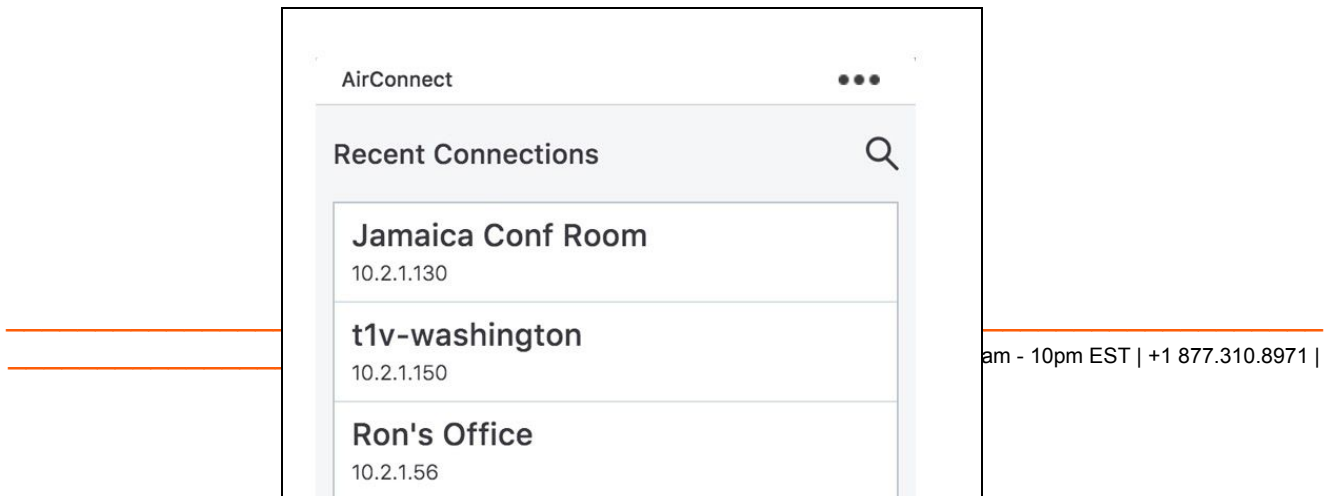 AirConnect
Recent Connections
Jamaica Conf Room
10.2.1.130
t1v-washington
10.2.1.150
am - 10pm EST | +1 877.310.8971 |
Ron's Office
10.2.1.56